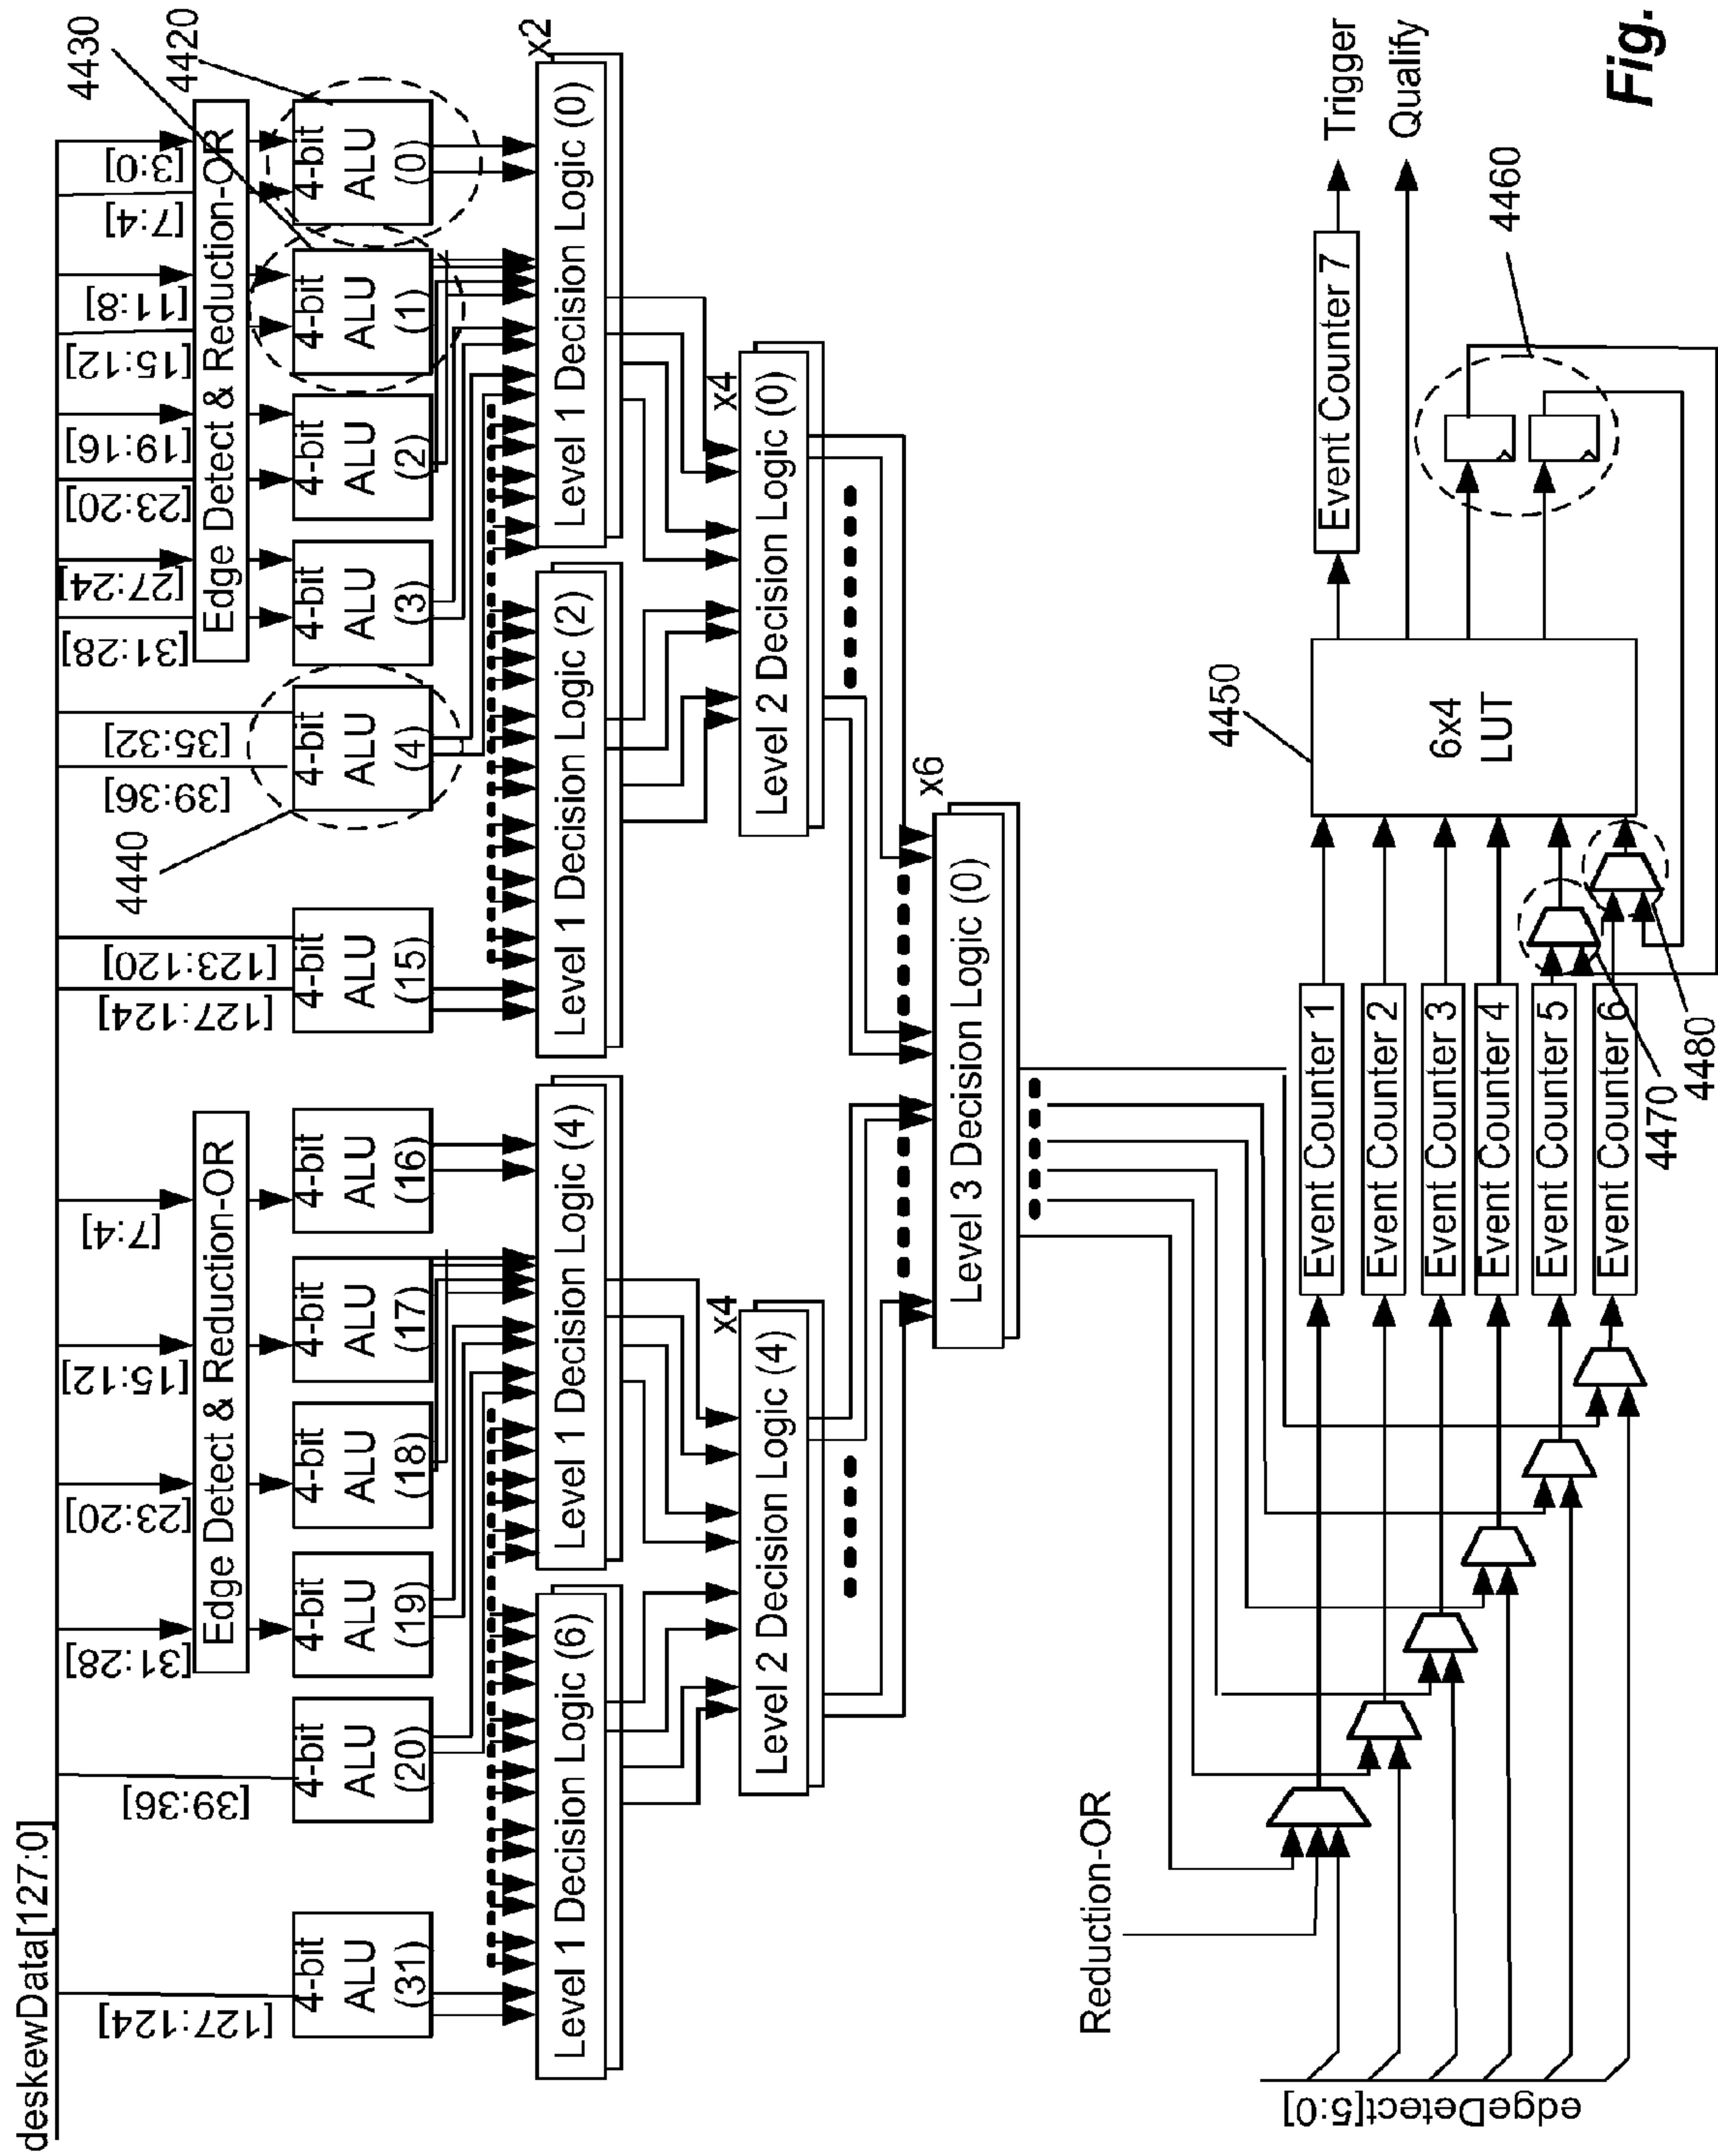 deskewData[127:0]
[127:124]
[39:36]
[31:28]
[23:20]
[15:12]
[7:4]
[127:124]
[123:120]
[39:36]
[35:32]
[31:28]
[27:24]
[23:20]
[19:16]
[15:12]
[11:8]
[7:4]
[3:0]
4440
4430
4420
Edge Detect & Reduction-OR
Edge Detect & Reduction-OR
4-bit
ALU
(31)
4-bit
ALU
(20)
4-bit
ALU
(19)
4-bit
ALU
(18)
4-bit
ALU
(17)
4-bit
ALU
(16)
4-bit
ALU
(15)
4-bit
ALU
(4)
4-bit
ALU
(3)
4-bit
ALU
(2)
4-bit
ALU
(1)
4-bit
ALU
(0)
x2
Level 1 Decision Logic (6)
Level 1 Decision Logic (4)
Level 1 Decision Logic (2)
Level 1 Decision Logic (0)
x4
Level 2 Decision Logic (4)
x4
Level 2 Decision Logic (0)
x6
Level 3 Decision Logic (0)
Reduction-OR
edgeDetect[5:0]
Event Counter 1
Event Counter 2
Event Counter 3
Event Counter 4
Event Counter 5
Event Counter 6
4470
4480
4450
6x4
LUT
Event Counter 7
Trigger
Qualify
4460
Fig.